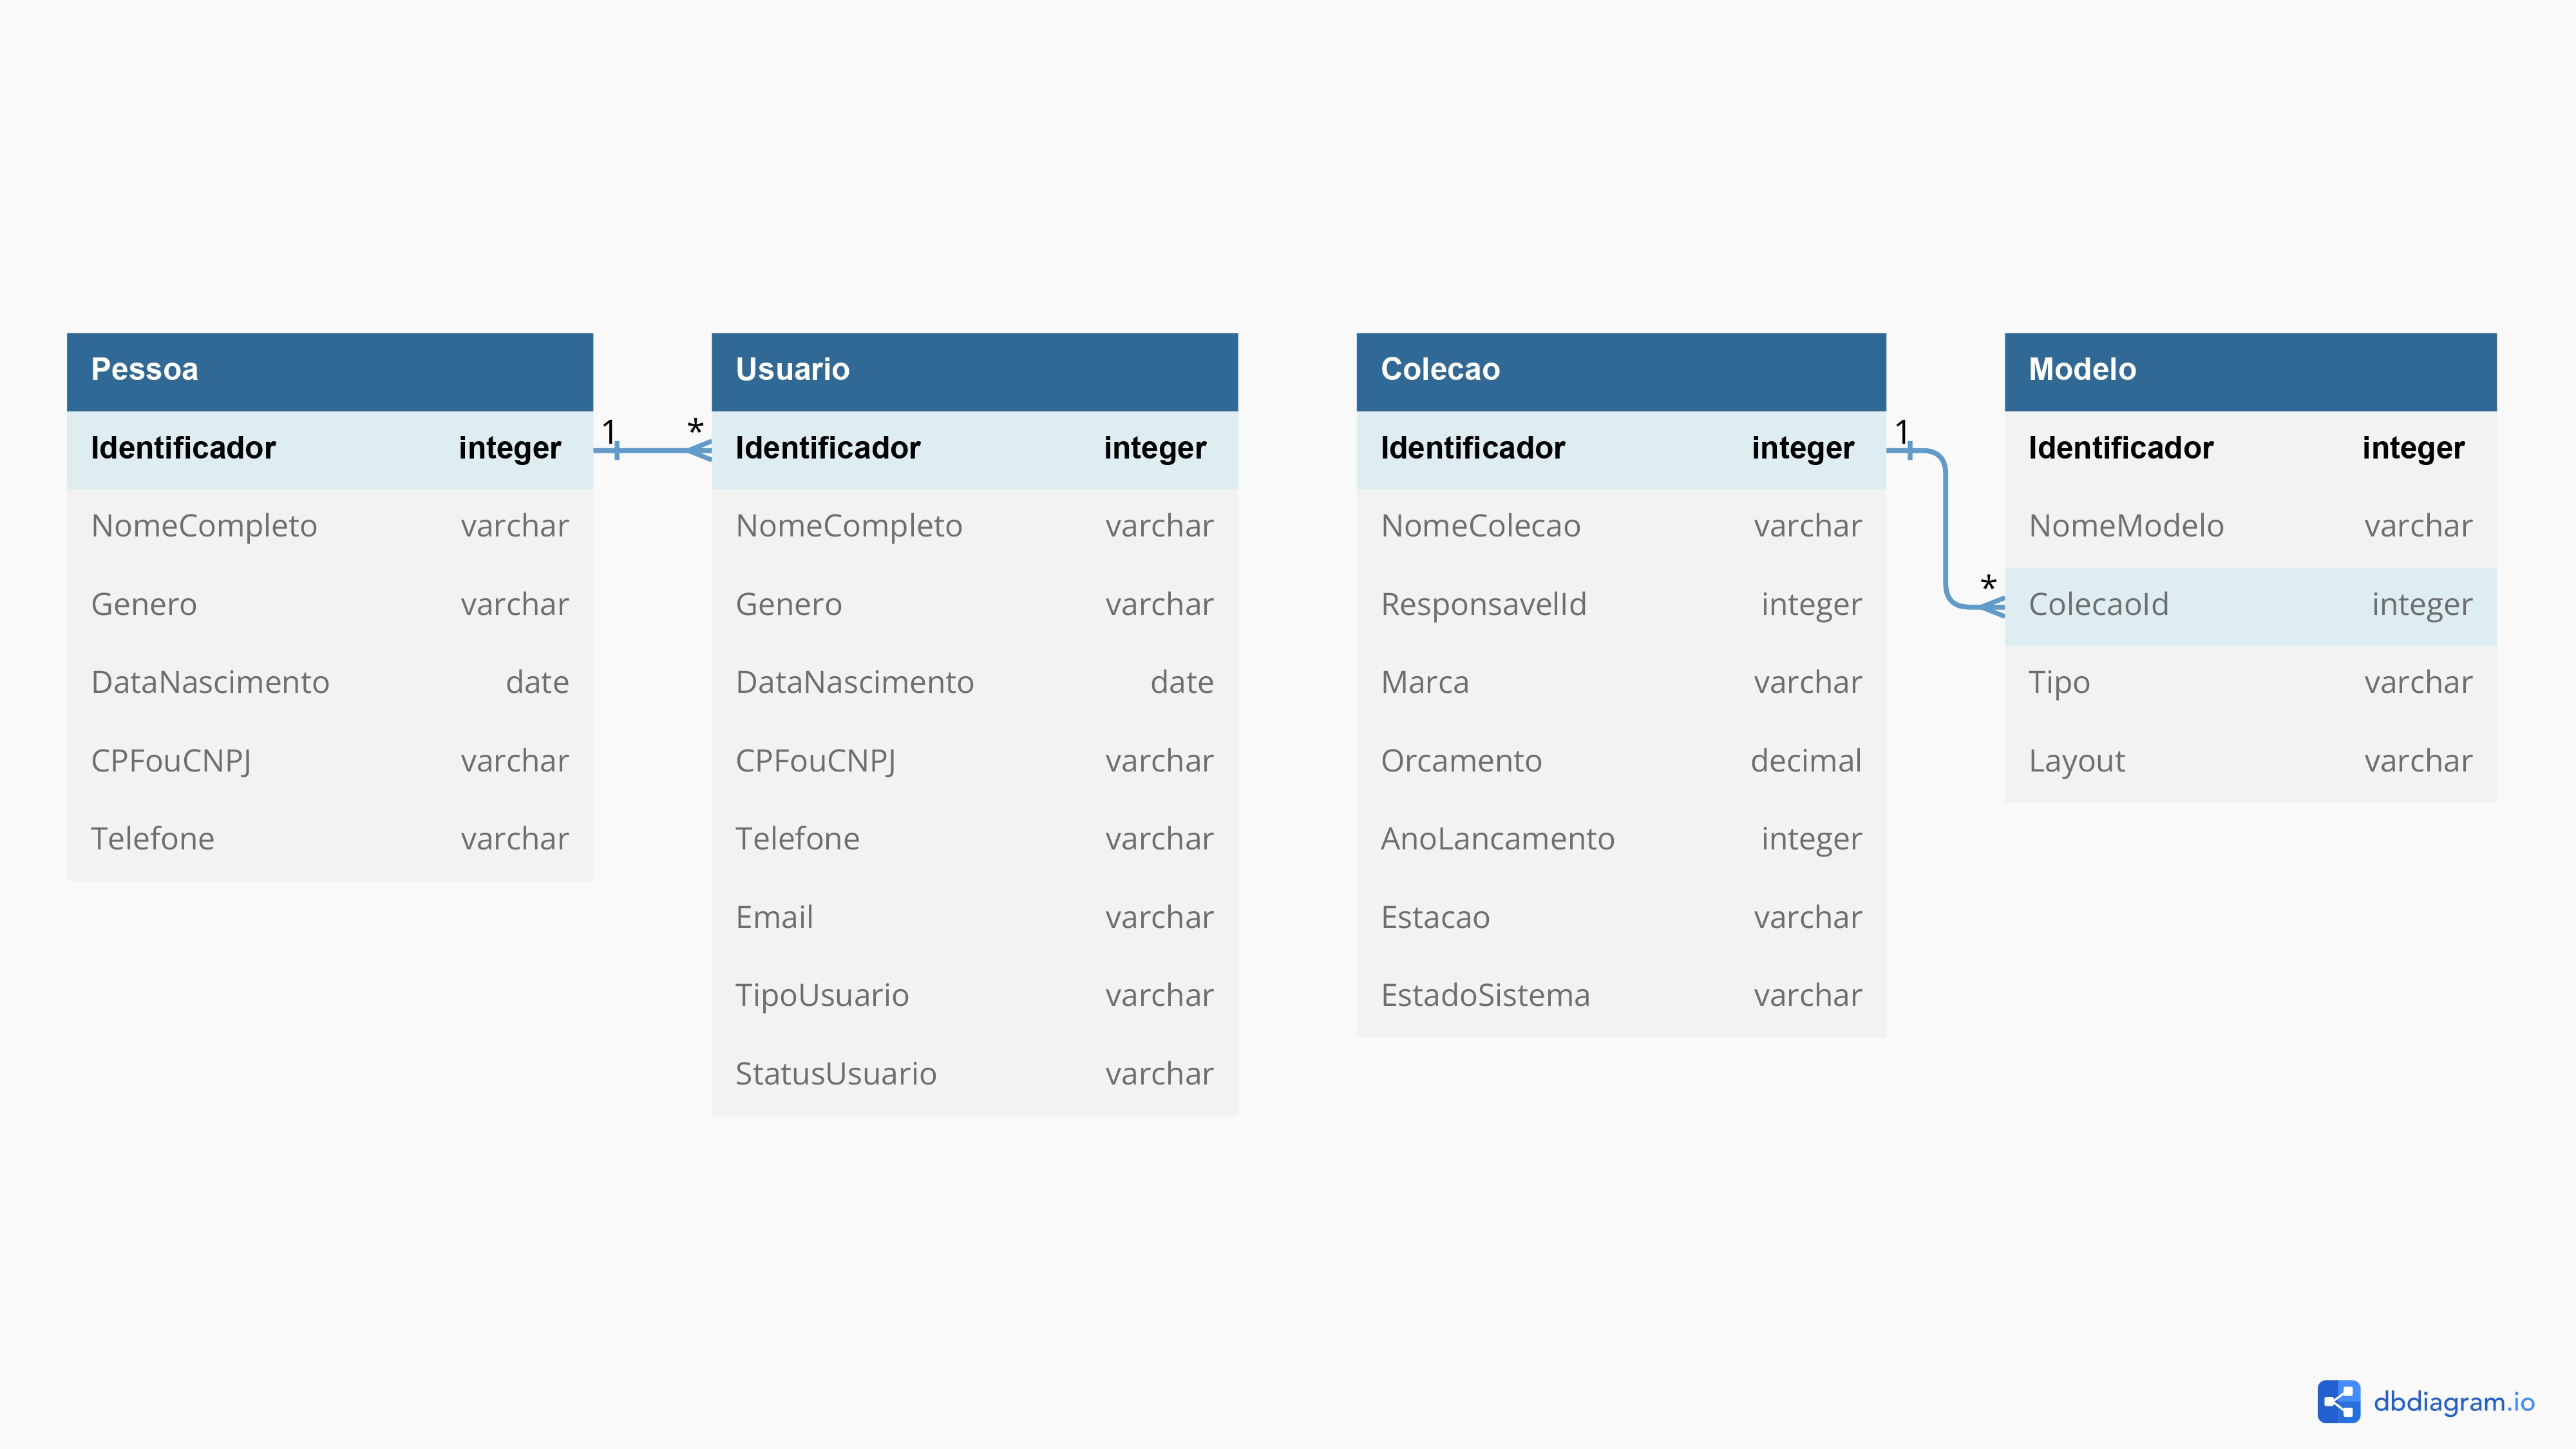 Pessoa
Identificador integer
NomeCompleto varchar
Genero varchar
DataNascimento date
CPFouCNPJ varchar
Telefone varchar
1 *
Usuario
Identificador integer
NomeCompleto varchar
Genero varchar
DataNascimento date
CPFouCNPJ varchar
Telefone varchar
Email varchar
TipoUsuario varchar
StatusUsuario varchar
Colecao
Identificador integer
NomeColecao varchar
ResponsavelId integer
Marca varchar
Orcamento decimal
AnoLancamento integer
Estacao varchar
EstadoSistema varchar
1
*
Modelo
Identificador integer
NomeModelo varchar
ColecaoId integer
Tipo varchar
Layout varchar
dbdiagram.io